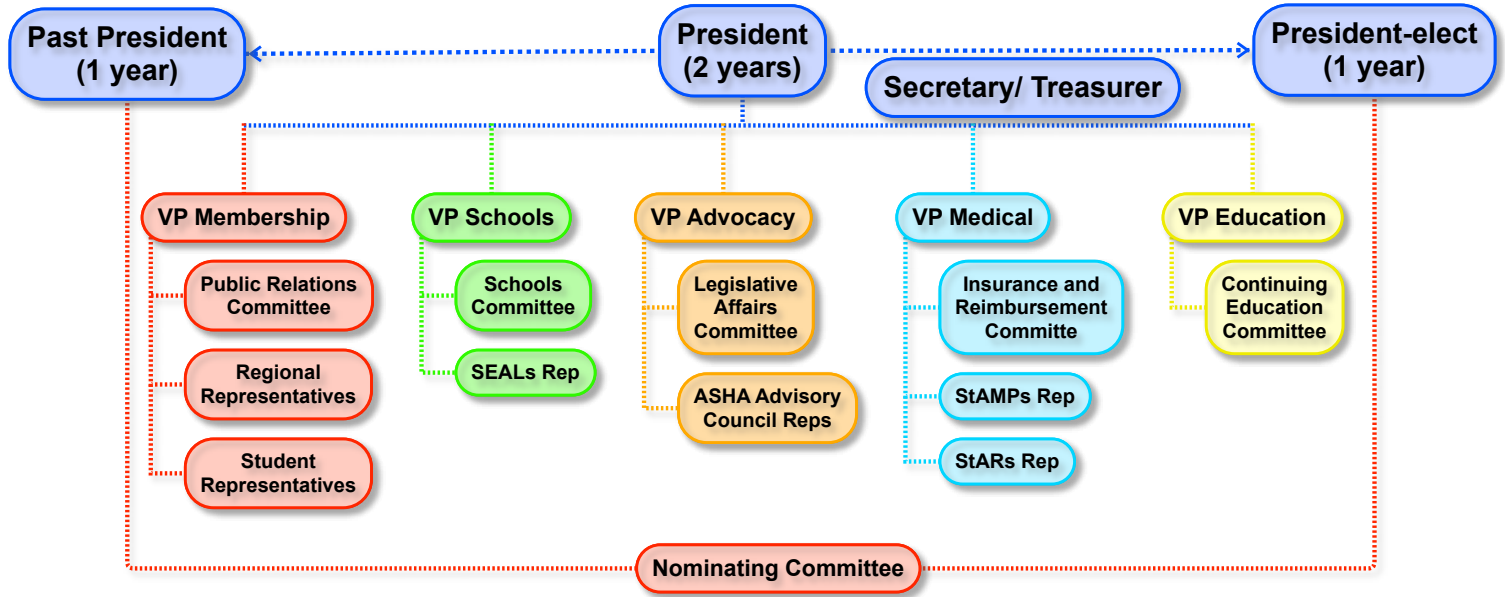 Past President
(1 year)
President
(2 years)
President-elect
(1 year)
Secretary/ Treasurer
VP Membership
Public Relations
Committee
Regional
Representatives
Student
Representatives
VP Schools
Schools
Committee
SEALs Rep
VP Advocacy
Legislative
Affairs
Committee
ASHA Advisory
Council Reps
VP Medical
Insurance and
Reimbursement
Committe
StAMPs Rep
StARs Rep
VP Education
Continuing
Education
Committee
Nominating Committee